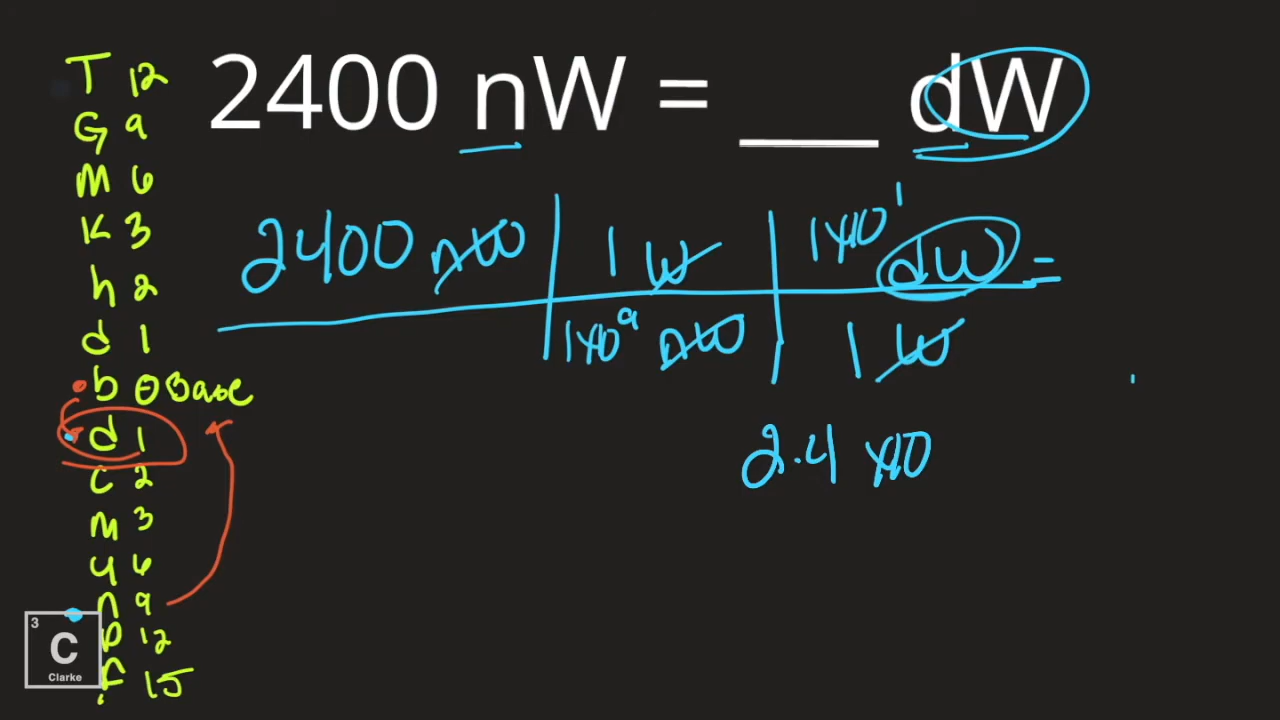 2400 nW = ___ dW
T 12
G 9
M 6
K 3
h 2
d 1
b 0 Base
d 1
c 2
m 3
y 6
n 9
p 12
f 15
2400 nW | 1 W | 1x10¹ dW =
1x10⁹ nW | 1 W
2.4 x10
3
C
Clarke